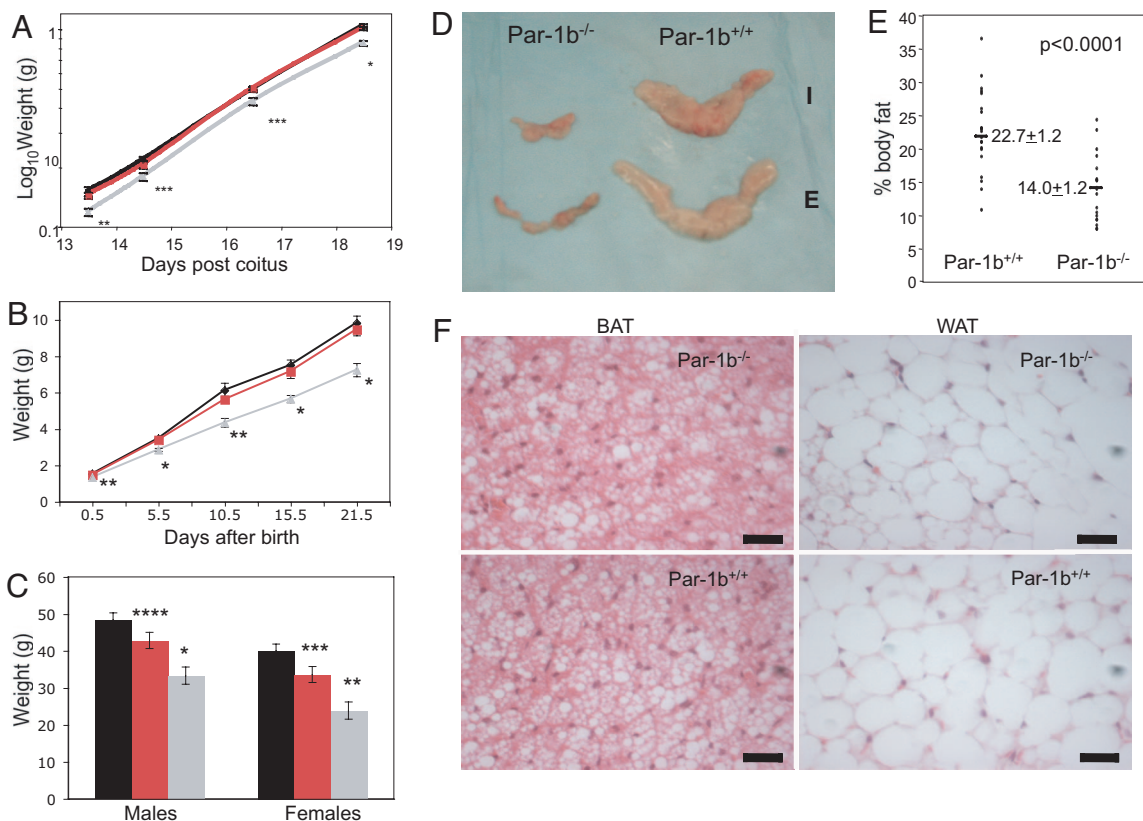 A
Log₁₀Weight (g)
1
10
0.1
**
***
***
*
13 14 15 16 17 18 19
Days post coitus
B
Weight (g)
10
8
6
4
2
0
**
*
**
*
*
0.5 5.5 10.5 15.5 21.5
Days after birth
C
Weight (g)
60
50
40
30
20
10
0
****
*
***
**
Males Females
D
Par-1b⁻/⁻ Par-1b⁺/⁺
I
E
E
% body fat
40
35
30
25
20
15
10
5
0
p<0.0001
22.7±1.2
14.0±1.2
Par-1b⁺/⁺ Par-1b⁻/⁻
F
BAT WAT
Par-1b⁻/⁻ Par-1b⁻/⁻
Par-1b⁺/⁺ Par-1b⁺/⁺